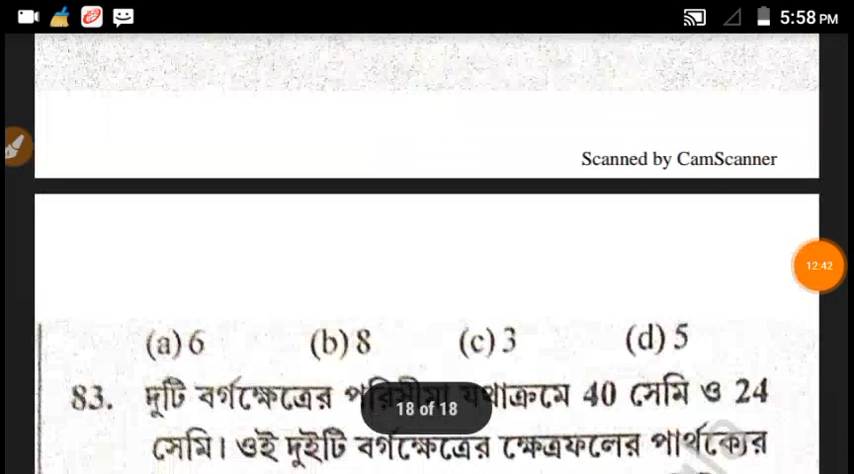 5:58 PM
Scanned by CamScanner
12:42
(a) 6 (b) 8 (c) 3 (d) 5
83. দুটি বর্গক্ষেত্রের পরিসীমা যথাক্রমে 40 সেমি ও 24
18 of 18
সেমি। ওই দুইটি বর্গক্ষেত্রের ক্ষেত্রফলের পার্থক্যের